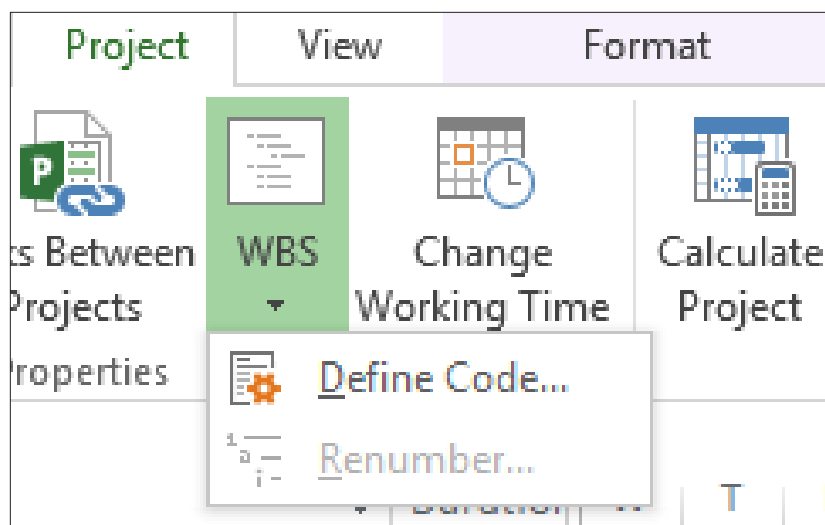 Project View Format
P
ts Between WBS Change Calculate
Projects Working Time Project
Properties
Define Code...
Renumber...